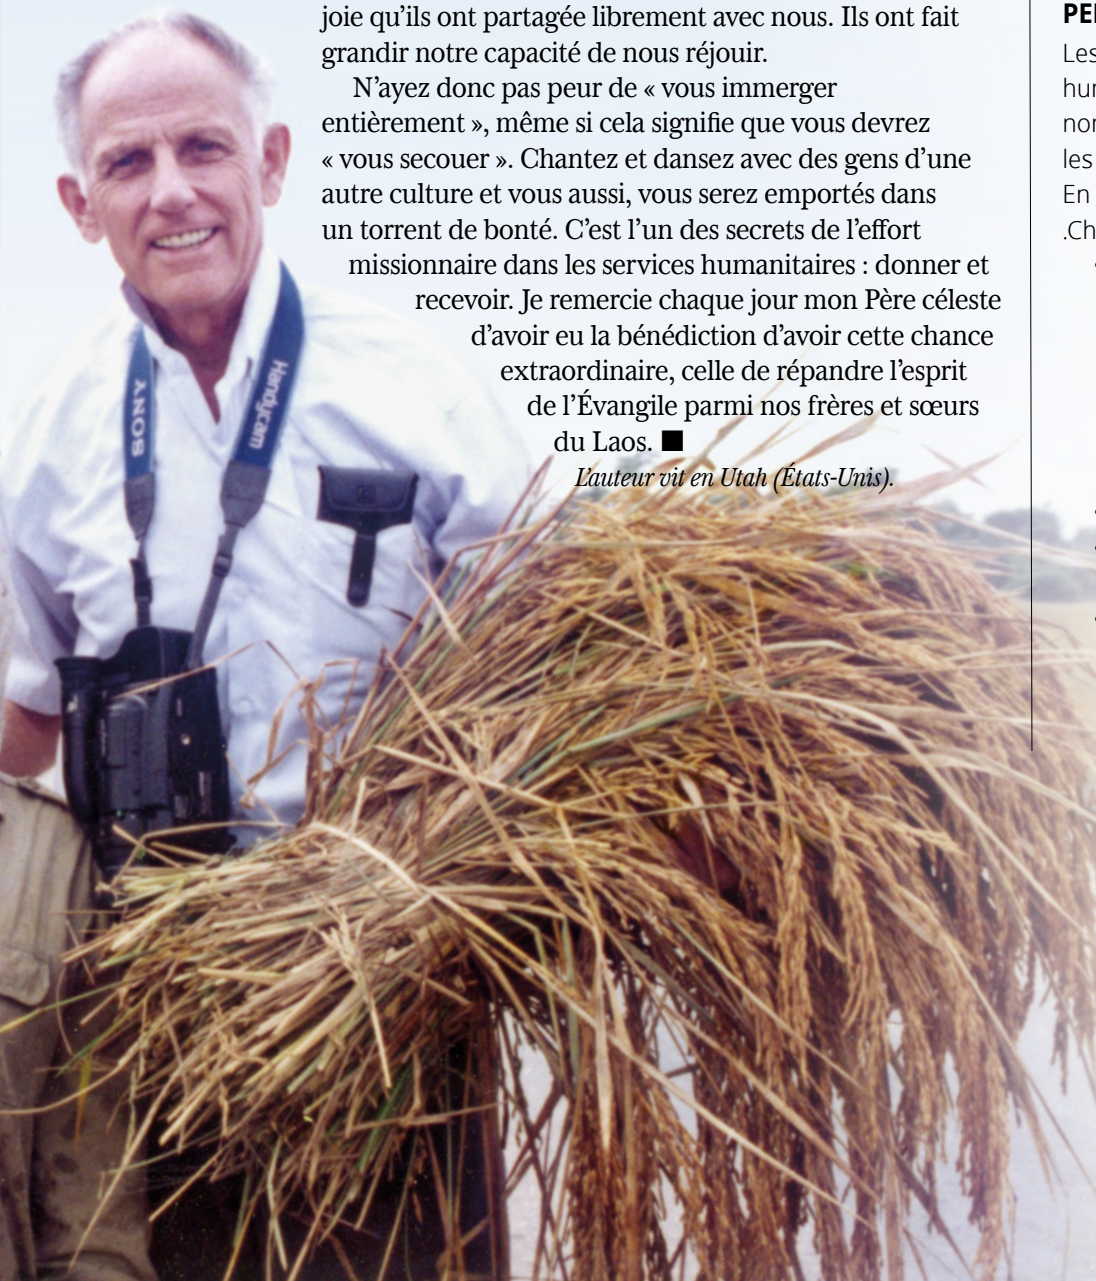 joie qu'ils ont partagée librement avec nous. Ils ont fait
grandir notre capacité de nous réjouir.
N'ayez donc pas peur de « vous immerger
entièrement », même si cela signifie que vous devrez
« vous secouer ». Chantez et dansez avec des gens d'une
autre culture et vous aussi, vous serez emportés dans
un torrent de bonté. C'est l'un des secrets de l'effort
missionnaire dans les services humanitaires : donner et
recevoir. Je remercie chaque jour mon Père céleste
d'avoir eu la bénédiction d'avoir cette chance
extraordinaire, celle de répandre l'esprit
de l'Évangile parmi nos frères et sœurs
du Laos. ■
L'auteur vit en Utah (États-Unis).
SONY
Handycam
Les
les
En